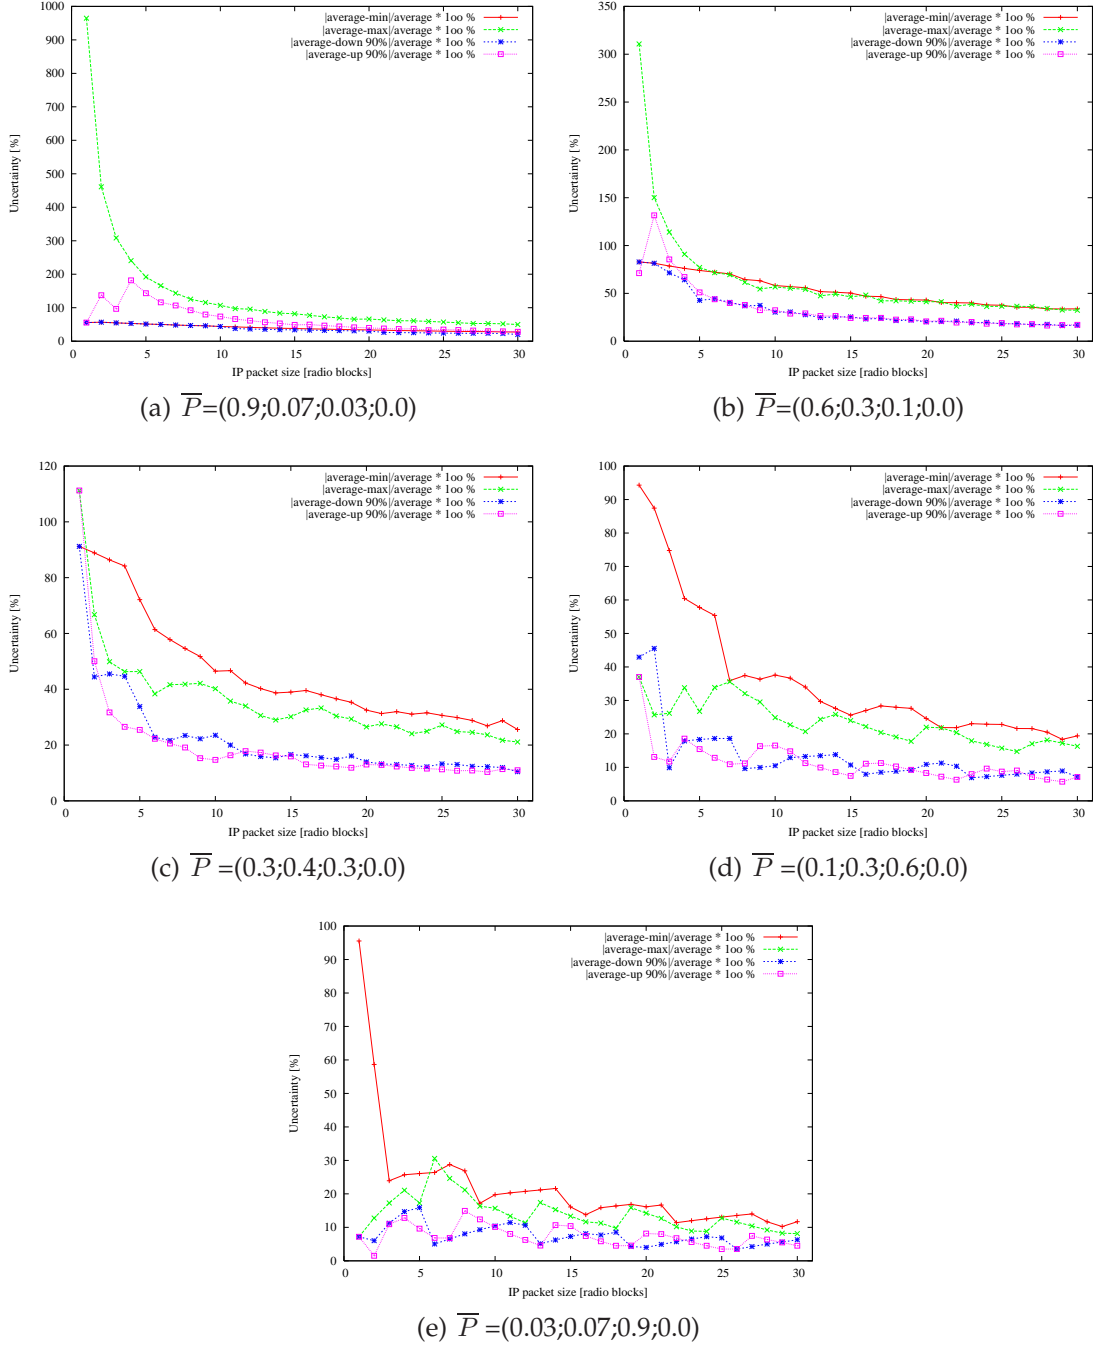 |average-min|/average * 1oo %
|average-max|/average * 1oo %
|average-down 90%|/average * 1oo %
|average-up 90%|/average * 1oo %
1000
900
800
700
600
500
400
300
200
100
0
Uncertainty [%]
0 5 10 15 20 25 30
IP packet size [radio blocks]
(a) P=(0.9;0.07;0.03;0.0)
|average-min|/average * 1oo %
|average-max|/average * 1oo %
|average-down 90%|/average * 1oo %
|average-up 90%|/average * 1oo %
350
300
250
200
150
100
50
0
Uncertainty [%]
0 5 10 15 20 25 30
IP packet size [radio blocks]
(b) P=(0.6;0.3;0.1;0.0)
|average-min|/average * 1oo %
|average-max|/average * 1oo %
|average-down 90%|/average * 1oo %
|average-up 90%|/average * 1oo %
120
100
80
60
40
20
0
Uncertainty [%]
0 5 10 15 20 25 30
IP packet size [radio blocks]
(c) P =(0.3;0.4;0.3;0.0)
|average-min|/average * 1oo %
|average-max|/average * 1oo %
|average-down 90%|/average * 1oo %
|average-up 90%|/average * 1oo %
100
90
80
70
60
50
40
30
20
10
0
Uncertainty [%]
0 5 10 15 20 25 30
IP packet size [radio blocks]
(d) P =(0.1;0.3;0.6;0.0)
|average-min|/average * 1oo %
|average-max|/average * 1oo %
|average-down 90%|/average * 1oo %
|average-up 90%|/average * 1oo %
100
90
80
70
60
50
40
30
20
10
0
Uncertainty [%]
0 5 10 15 20 25 30
IP packet size [radio blocks]
(e) P =(0.03;0.07;0.9;0.0)